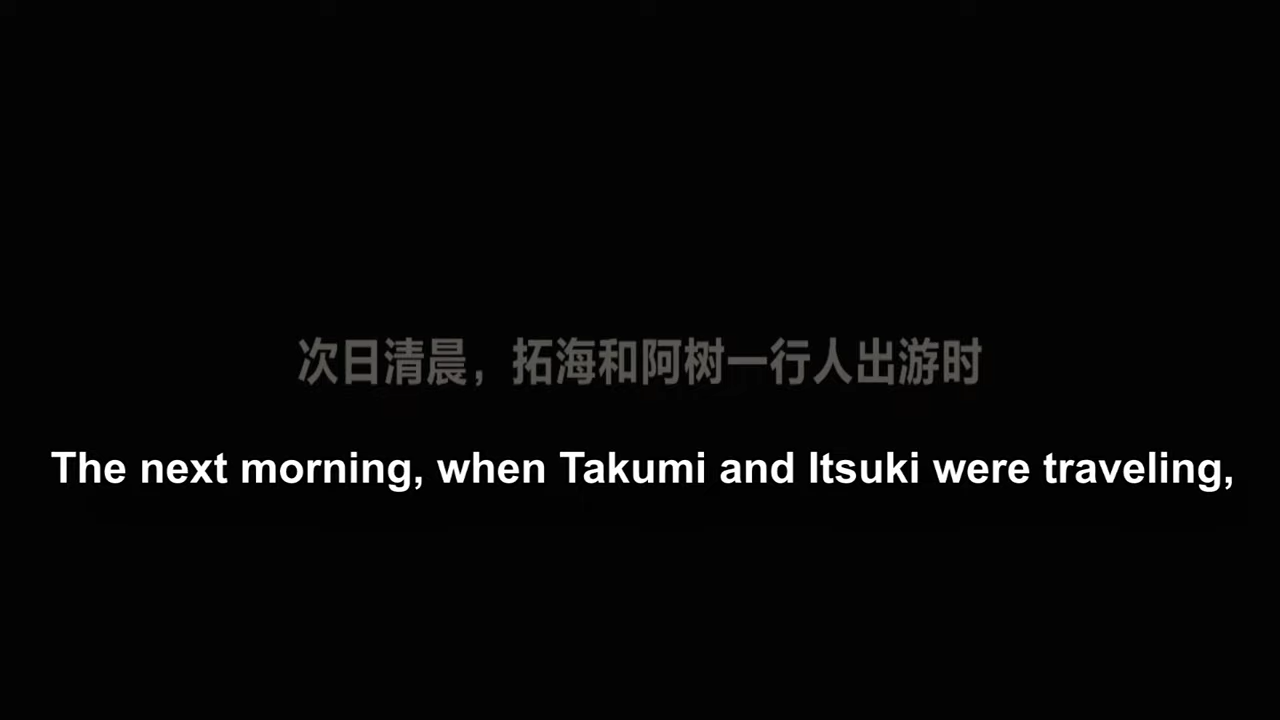 次日清晨，拓海和阿树一行人出游时
The next morning, when Takumi and Itsuki were traveling,